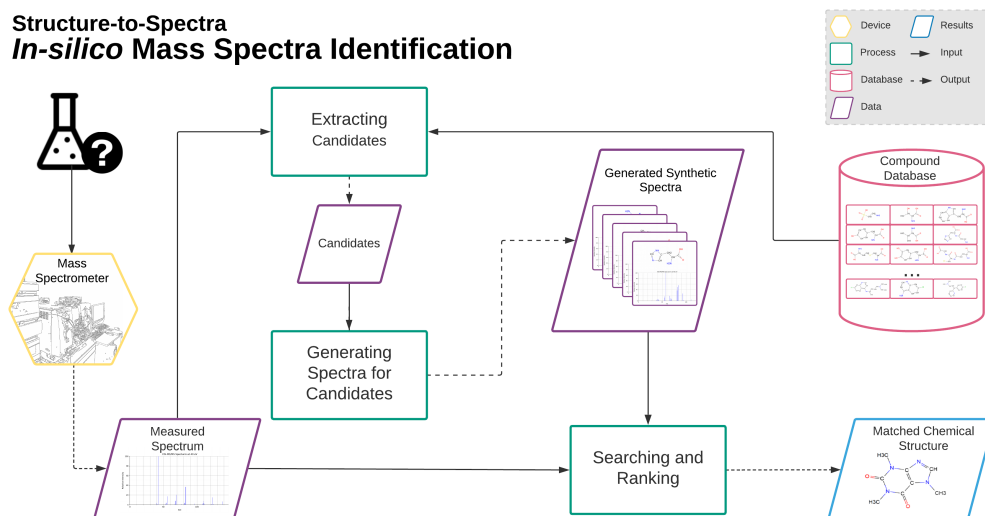 Structure-to-Spectra
In-silico Mass Spectra Identification
Device
Results
Process
Input
Database
Output
Data
?
Extracting
Candidates
Generated Synthetic
Spectra
Compound
Database
Candidates
Mass
Spectrometer
...
Generating
Spectra for
Candidates
Measured
Spectrum
Searching and
Ranking
Matched Chemical
Structure
H3C
N
CH
O
N
N
CH3
H3C
O